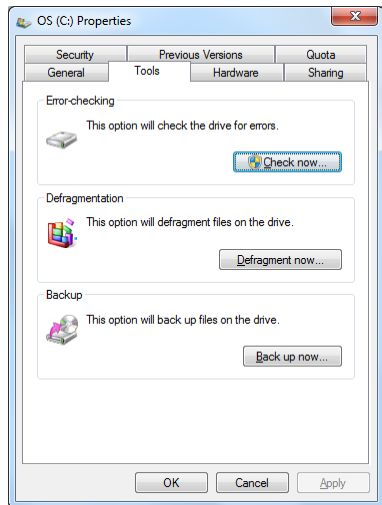 OS (C:) Properties
Security Previous Versions Quota
General Tools Hardware Sharing
Error-checking
This option will check the drive for errors.
Check now...
Defragmentation
This option will defragment files on the drive.
Defragment now...
Backup
This option will back up files on the drive.
Back up now...
OK Cancel Apply